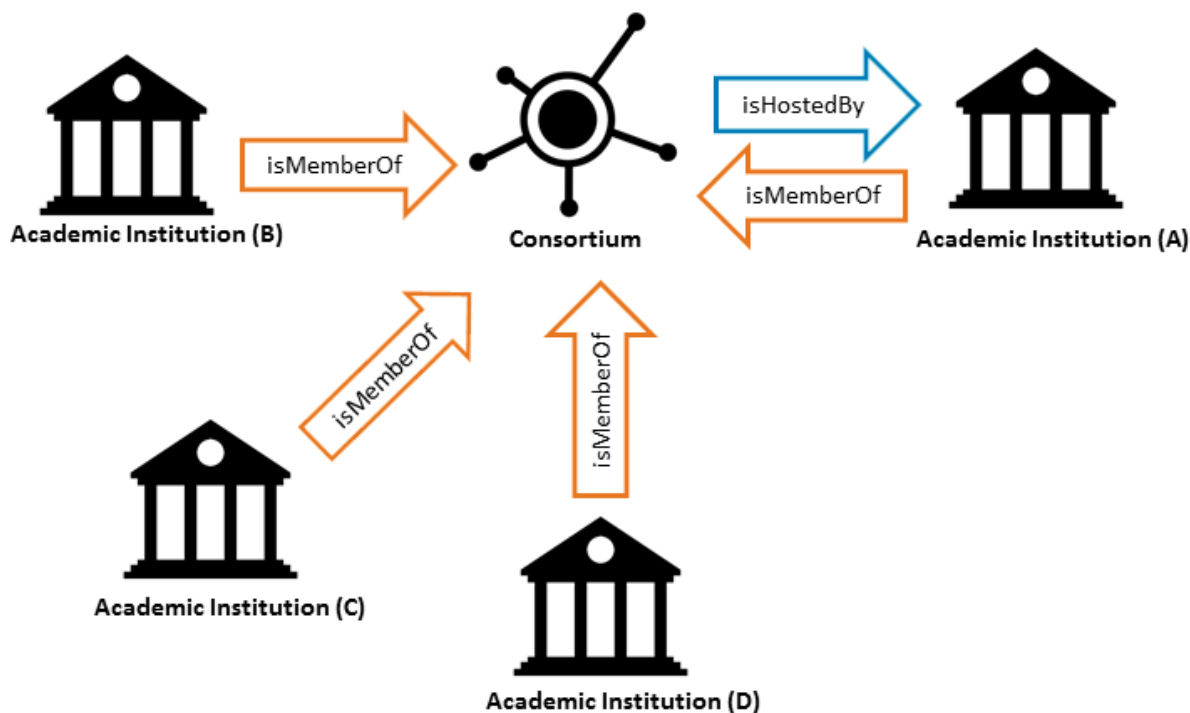 isHostedBy
isMemberOf
isMemberOf
Academic Institution (B)
Consortium
Academic Institution (A)
isMemberOf
isMemberOf
Academic Institution (C)
Academic Institution (D)